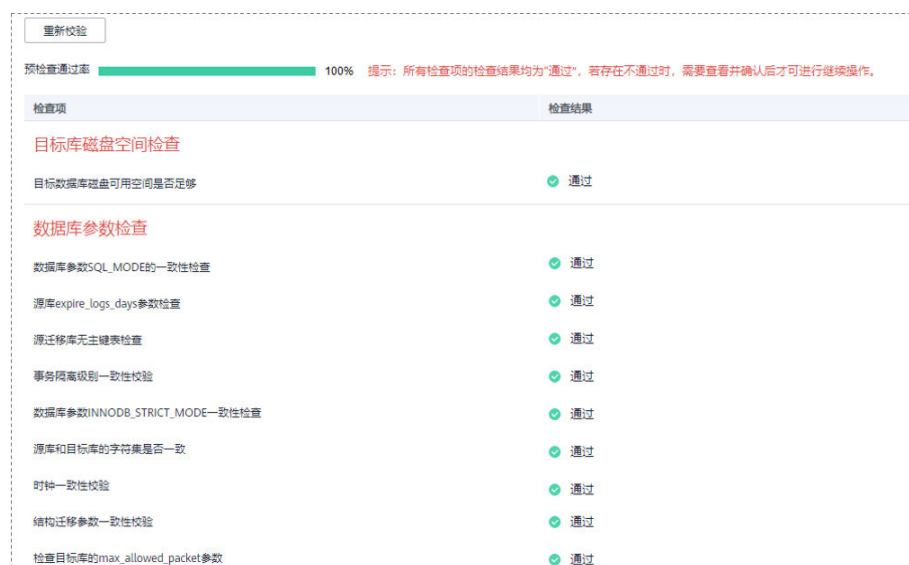 重新校验
预检查通过率 100% 提示：所有检查项的检查结果均为"通过"，若存在不通过时，需要查看并确认后才可进行继续操作。
检查项 检查结果
目标库磁盘空间检查
目标数据库磁盘可用空间是否足够 通过
数据库参数检查
数据库参数SQL_MODE的一致性检查 通过
源库expire_logs_days参数检查 通过
源迁移库无主键表检查 通过
事务隔离级别一致性校验 通过
数据库参数INNODB_STRICT_MODE一致性检查 通过
源库和目标库的字符集是否一致 通过
时钟一致性校验 通过
结构迁移参数一致性校验 通过
检查目标库的max_allowed_packet参数 通过